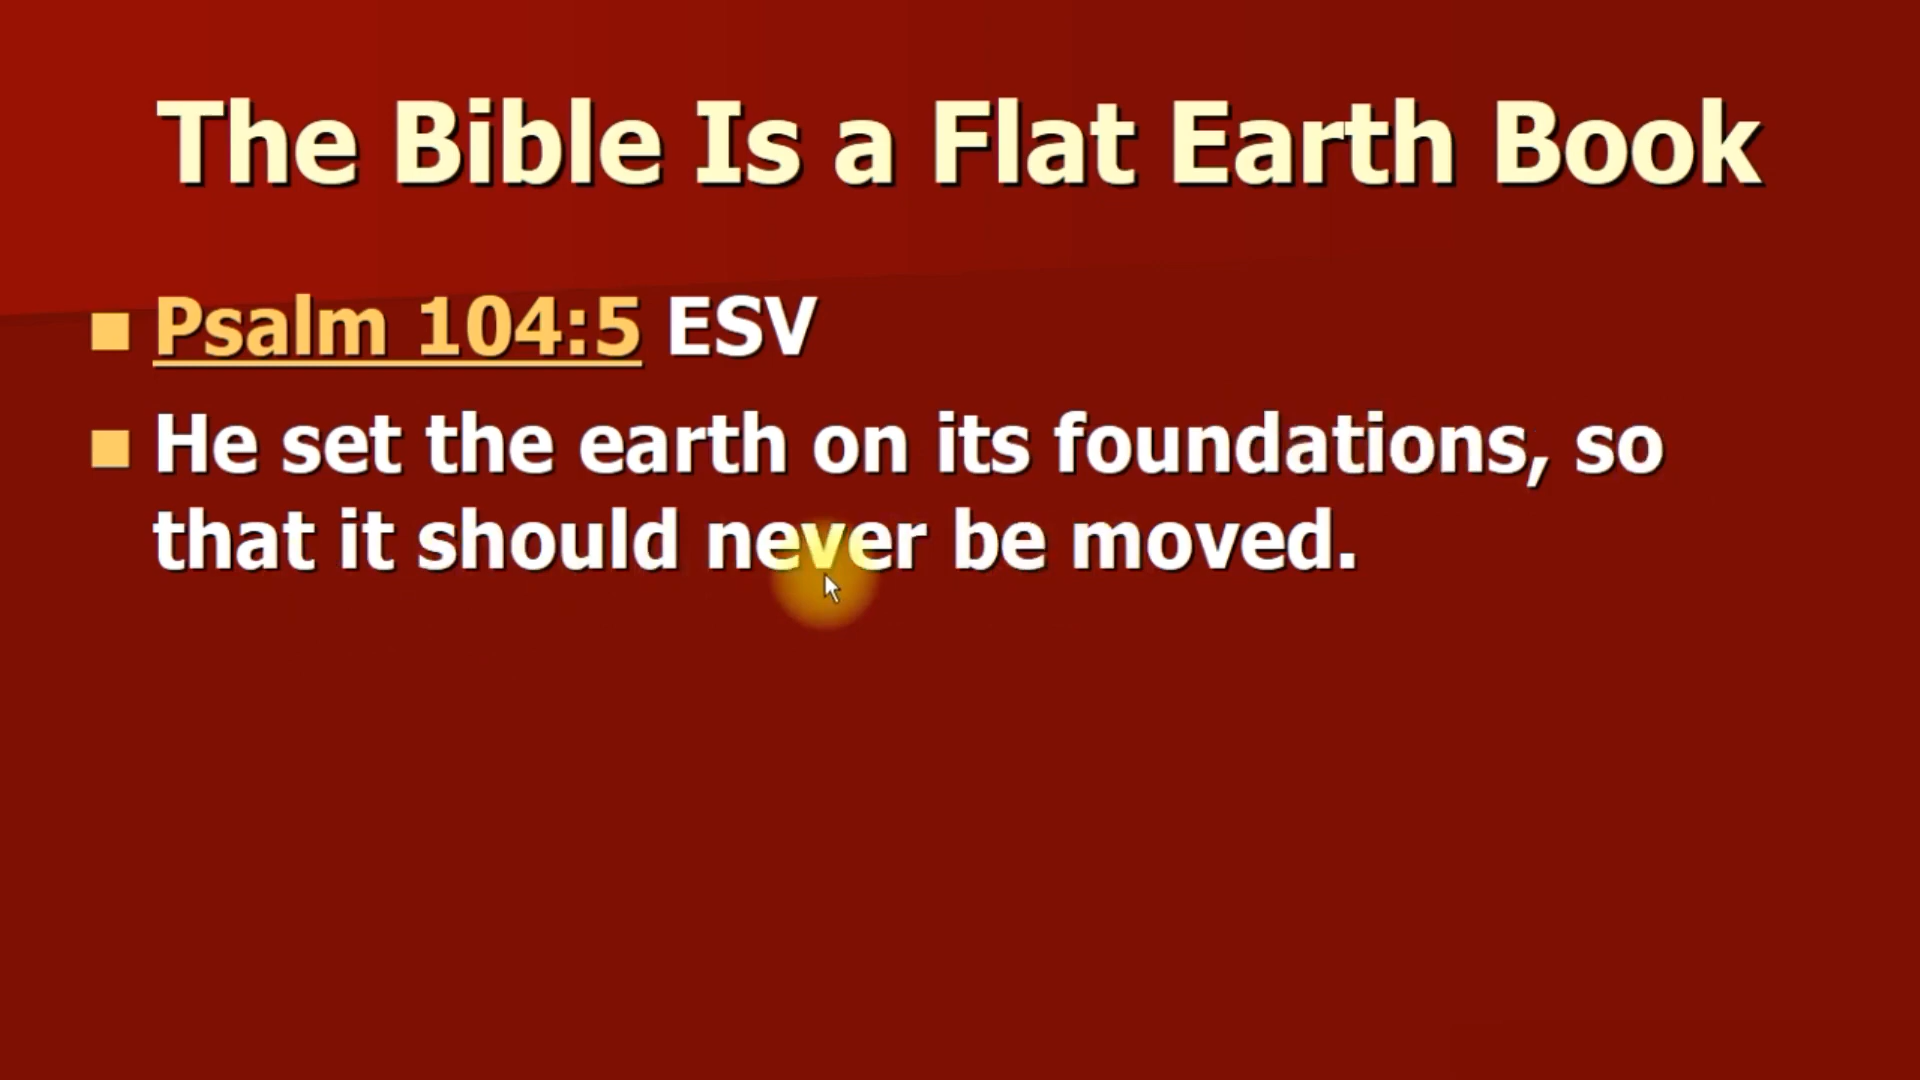 The Bible Is a Flat Earth Book
Psalm 104:5 ESV
He set the earth on its foundations, so
that it should never be moved.